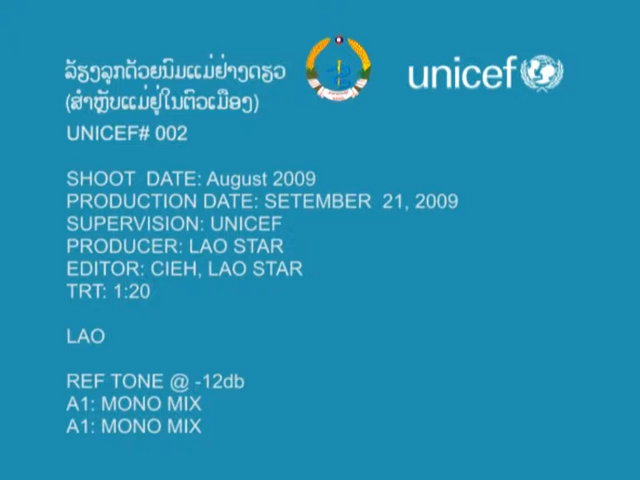 ລ້ຽງລູກດ້ວຍນົມແມ່ຢ່າງດຽວ
unicef
(ສຳຫຼັບແມ່ຢູ່ໃນຕົວເມືອງ)
UNICEF# 002
SHOOT DATE: August 2009
PRODUCTION DATE: SETEMBER 21, 2009
SUPERVISION: UNICEF
PRODUCER: LAO STAR
EDITOR: CIEH, LAO STAR
TRT: 1:20
LAO
REF TONE @ -12db
A1: MONO MIX
A1: MONO MIX